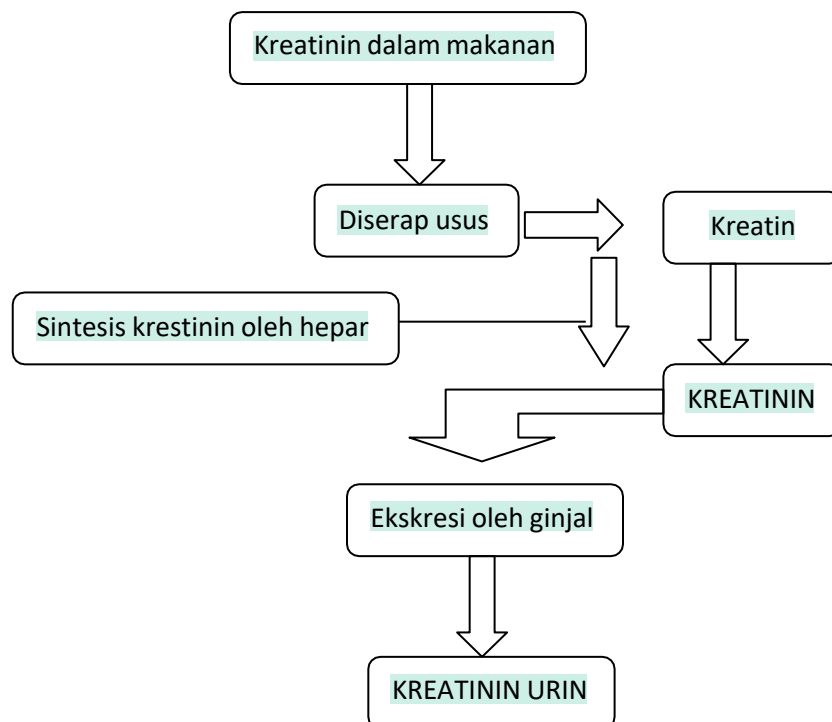 Kreatinin dalam makanan
Diserap usus
Kreatin
Sintesis krestinin oleh hepar
KREATININ
Ekskresi oleh ginjal
KREATININ URIN